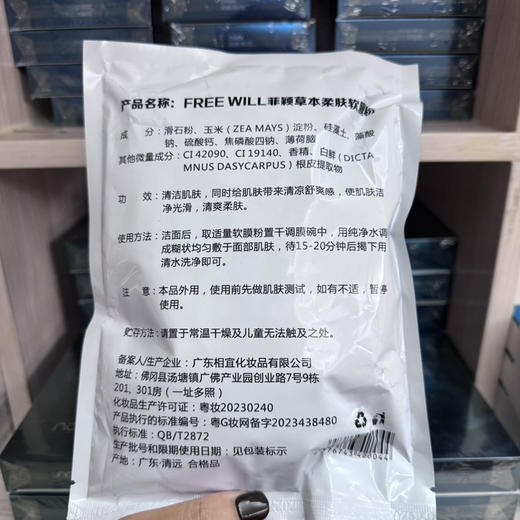 产品名称: FREE WILL菲颖草本柔肤软膜粉
成 分: 滑石粉、玉米 (ZEA MAYS) 淀粉、硅藻土、藻酸
钠、硫酸钙、焦磷酸四钠、薄荷脑
其他微量成分: CI 42090、CI 19140、香精、白鲜 (DICTA
MNUS DASYCARPUS) 根皮提取物
功 效: 清洁肌肤, 同时给肌肤带来清凉舒爽感, 使肌肤洁
净光滑, 清爽柔肤。
使用方法: 洁面后, 取适量软膜粉置干调膜碗中, 用纯净水调
成糊状均匀敷于面部肌肤, 待15-20分钟后揭下用
清水洗净即可。
注 意: 本品外用, 使用前先做肌肤测试, 如有不适, 暂停
使用。
贮存方法: 请置于常温干燥及儿童无法触及之处。
备案人/生产企业: 广东相宜化妆品有限公司
地址: 佛冈县汤塘镇广佛产业园创业路7号9栋
201, 301房 (一址多照)
化妆品生产许可证: 粤妆20230240
产品执行的标准编号: 粤G妆网备字2023438480
执行标准: QB/T2872
生产批号和限期使用日期: 见包装标示
产地: 广东·清远 合格品